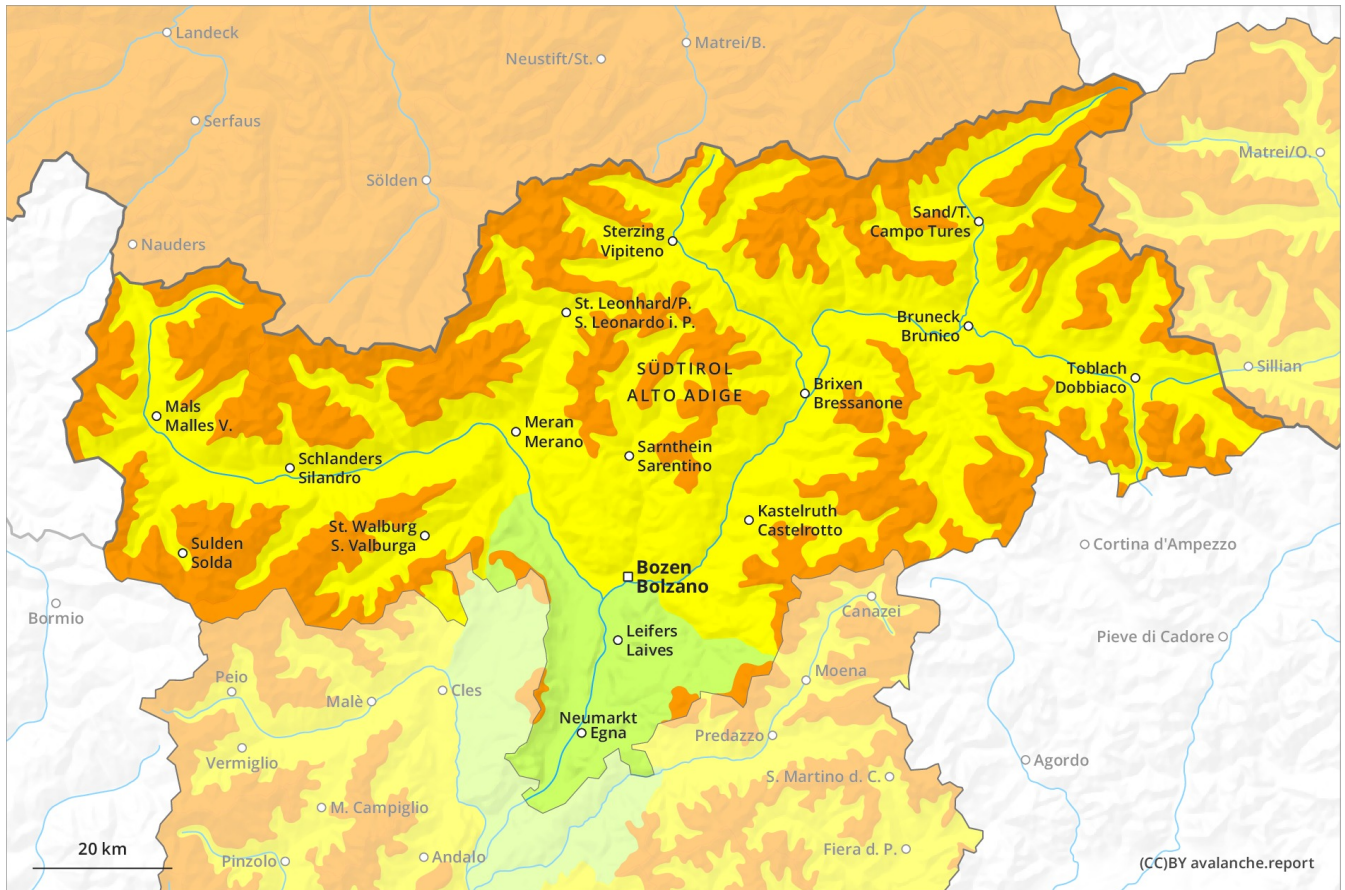 Landeck
Matrei/B.
Neustift/St.
Serfaus
Matrei/O.
Sölden
Sand/T.
Campo Tures
Nauders
Sterzing
Vipiteno
St. Leonhard/P.
S. Leonardo i. P.
Bruneck
Brunico
SÜDTIROL
ALTO ADIGE
Toblach
Dobbiaco
Sillian
Brixen
Bressanone
Mals
Malles V.
Meran
Merano
Sarnthein
Sarentino
Schlanders
Silandro
Kastelruth
Castelrotto
St. Walburg
S. Valburga
Sulden
Solda
Cortina d'Ampezzo
Bozen
Bolzano
Bormio
Canazei
Leifers
Laives
Pieve di Cadore
Peio
Moena
Malè
Cles
Neumarkt
Egna
Predazzo
Vermiglio
Agordo
S. Martino d. C.
M. Campiglio
20 km
Fiera d. P.
Andalo
Pinzolo
(CC)BY avalanche.report